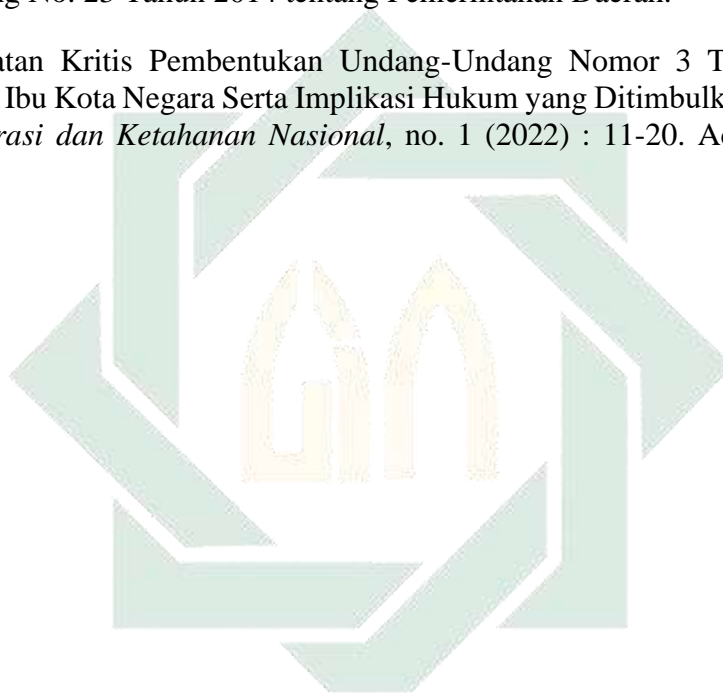 g No. 23 Tahun 2014 tentang Pemerintahan Daerah.
atan Kritis Pembentukan Undang-Undang Nomor 3 T
Ibu Kota Negara Serta Implikasi Hukum yang Ditimbulk
rasi dan Ketahanan Nasional, no. 1 (2022) : 11-20. Ac